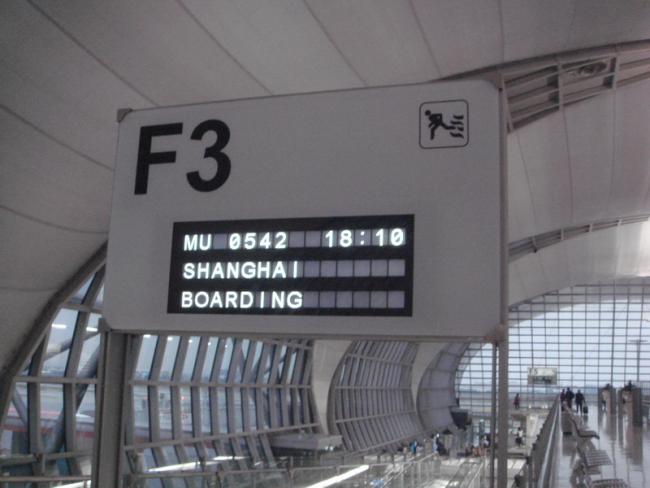 F3
MU 0542 18:10
SHANGHAI
BOARDING